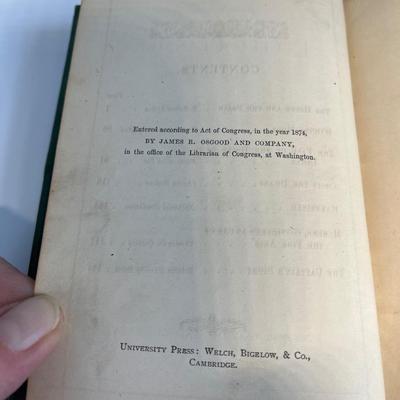 Entered according to Act of Congress, in the year 1874,
BY JAMES R. OSGOOD AND COMPANY,
in the office of the Librarian of Congress, at Washington.
UNIVERSITY PRESS: WELCH, BIGELOW, & CO.,
CAMBRIDGE.